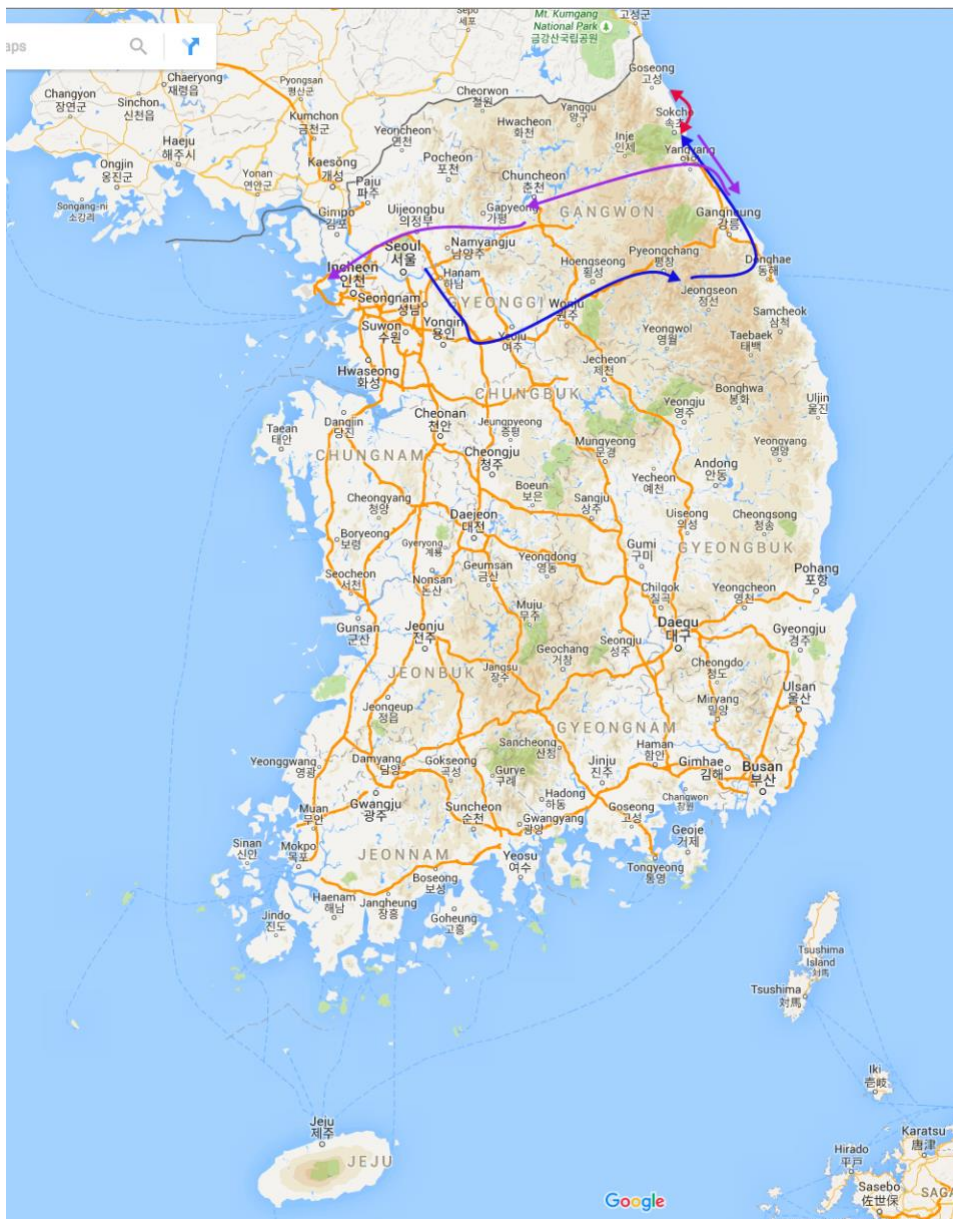 aps
Mt. Kumgang
National Park
금강산국립공원
고성군
Sepo
세포
Chaeryong
재령읍
Changyon
장연군
Sinchon
신천읍
Pyongsan
평산군
Kumchon
금천군
Cheorwon
철원
Goseong
고성
Haeju
해주시
Yeoncheon
연천
Hwacheon
화천
Yanggu
양구
Sokcho
속초
Ongjin
옹진군
Yonan
연안군
Kaesong
개성
Pocheon
포천
Inje
인제
Yangyang
Songang-ni
소강리
Paju
파주
Chuncheon
춘천
Gimpo
김포
Uijeongbu
의정부
Gapyeong
가평
GANGWON
Gangneung
강릉
Seoul
서울
Namyangju
남양주
Pyeongchang
평창
Incheon
인천
Hanam
하남
Hoengseong
횡성
Donghae
동해
Seongnam
성남
GYEONGGI
Wonju
원주
Jeongseon
정선
Suwon
수원
Yongin
용인
Yeoju
여주
Yeongwol
영월
Samcheok
삼척
Taebaek
태백
Hwaseong
화성
Jecheon
제천
CHUNGBUK
Bonghwa
봉화
Uljin
울진
Yeongju
영주
Dangjin
당진
Cheonan
천안
Jeungpyeong
증평
Taean
태안
CHUNGNAM
Cheongju
청주
Mungyeong
문경
Yeongyang
영양
Andong
안동
Yecheon
예천
Boeun
보은
Cheongyang
청양
Sangju
상주
Uiseong
의성
Cheongsong
청송
Daejeon
대전
Boryeong
보령
Gyeryong
계룡
Yeongdong
영동
Gumi
구미
GYEONGBUK
Geumsan
금산
Pohang
포항
Seocheon
서천
Nonsan
논산
Chilgok
칠곡
Yeongcheon
영천
Muju
무주
Gunsan
군산
Jeonju
전주
Daegu
대구
Gyeongju
경주
Seongju
성주
Geochang
거창
JEONBUK
Jangsu
장수
Cheongdo
청도
Ulsan
울산
Jeongeup
정읍
Miryang
밀양
GYEONGNAM
Sancheong
산청
Haman
함안
Yeonggwang
영광
Damyang
담양
Gokseong
곡성
Gurye
구례
Jinju
진주
Gimhae
김해
Busan
부산
Muan
무안
Gwangju
광주
Suncheon
순천
Hadong
하동
Gwangyang
광양
Goseong
고성
Changwon
창원
Sinan
신안
Mokpo
목포
Geoje
거제
JEONNAM
Yeosu
여수
Tongyeong
통영
Boseong
보성
Haenam
해남
Jangheung
장흥
Goheung
고흥
Jindo
진도
Tsushima
Island
対馬
Tsushima
対馬
Iki
壱岐
Jeju
제주
JEJU
Karatsu
唐津
Hirado
平戸
Sasebo
佐世保
SAGA
Google